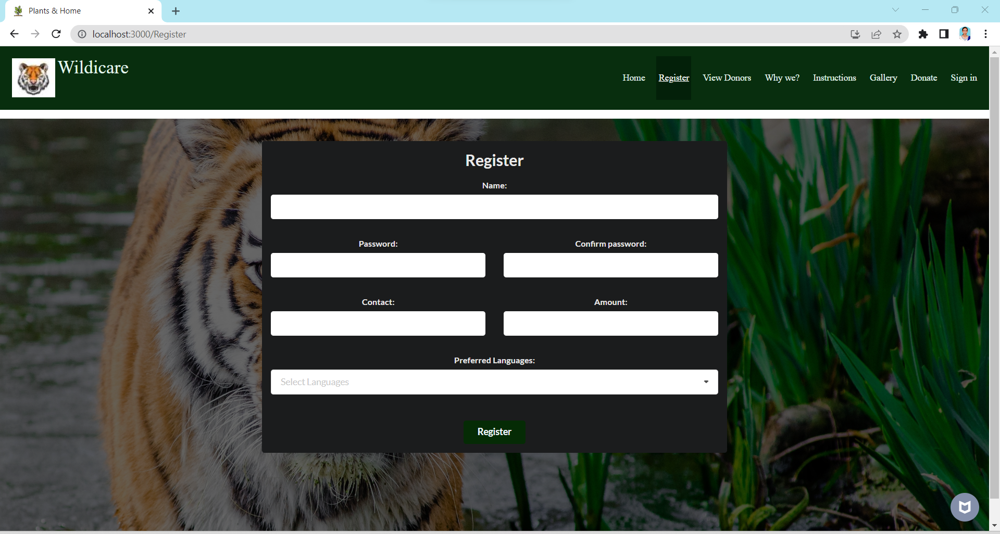 Plants & Home
localhost:3000/Register
Wildicare
Home Register View Donors Why we? Instructions Gallery Donate Sign in
Register
Name:
Password: Confirm password:
Contact: Amount:
Preferred Languages:
Select Languages
Register